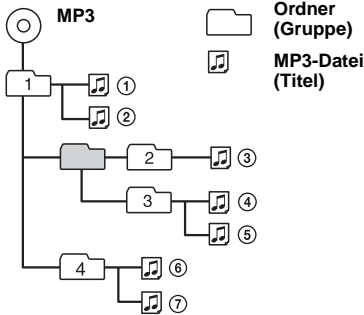 MP3
Ordner
(Gruppe)
MP3-Datei
(Titel)
1
①
②
2
③
3
④
⑤
4
⑥
⑦